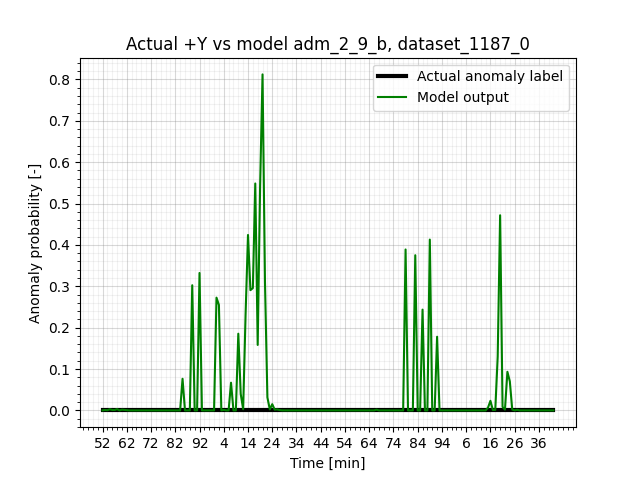 Actual +Y vs model adm_2_9_b, dataset_1187_0
Actual anomaly label
Model output
Anomaly probability [-]
0.8
0.7
0.6
0.5
0.4
0.3
0.2
0.1
0.0
52 62 72 82 92 4 14 24 34 44 54 64 74 84 94 6 16 26 36
Time [min]